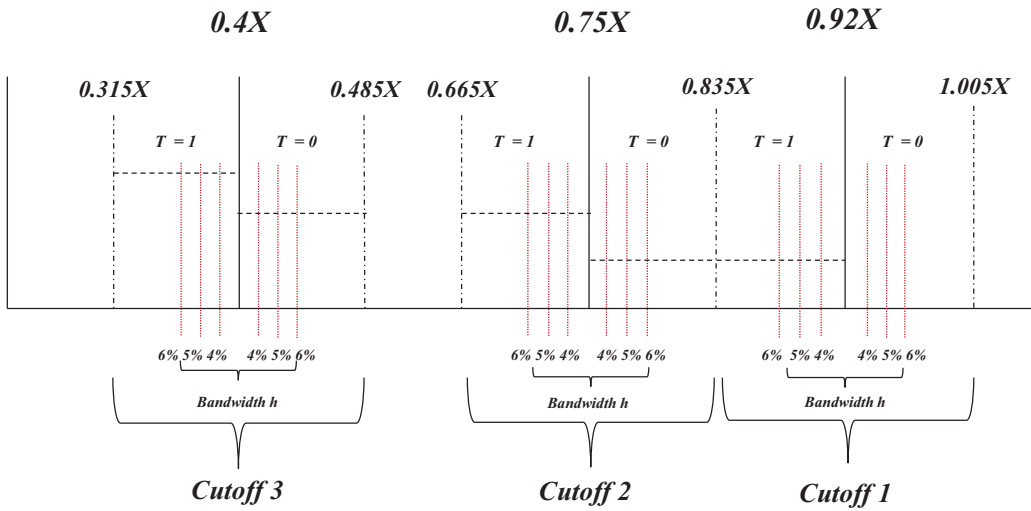 0.4X 0.75X 0.92X
0.315X 0.485X 0.665X 0.835X 1.005X
T = 1 T = 0 T = 1 T = 0 T = 1 T = 0
6% 5% 4% 4% 5% 6% 6% 5% 4% 4% 5% 6% 6% 5% 4% 4% 5% 6%
Bandwidth h Bandwidth h Bandwidth h
Cutoff 3 Cutoff 2 Cutoff 1